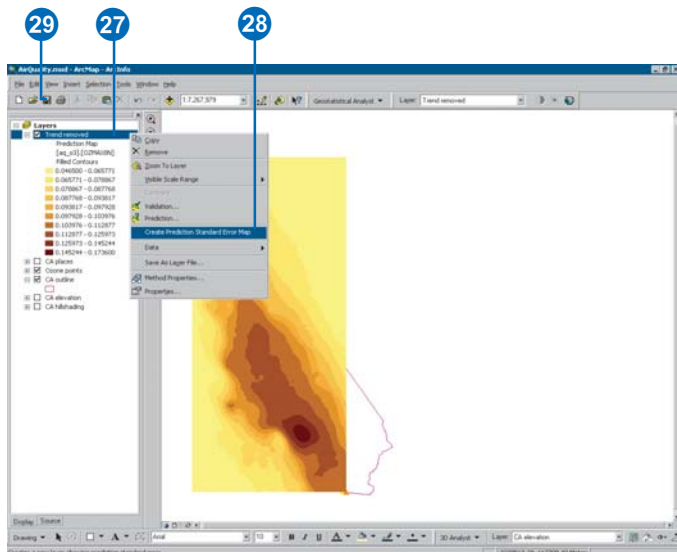 29 27 28
AirQuality.mxd - ArcMap - ArcInfo
File Edit View Insert Selection Tools Window Help
1:7,267,979 Geostatistical Analyst Layer: Trend removed
Layers
Trend removed
Prediction Map
[aq_o3].[OZMAX8N]
Filled Contours
0.046500 - 0.065771
0.065771 - 0.078867
0.078867 - 0.087768
0.087768 - 0.093817
0.093817 - 0.097928
0.097928 - 0.103976
0.103976 - 0.112877
0.112877 - 0.125973
0.125973 - 0.145244
0.145244 - 0.173600
CA places
Ozone points
CA outline
CA elevation
CA hillshading
Copy
Remove
Zoom To Layer
Visible Scale Range
Compare...
Validation...
Prediction...
Create Prediction Standard Error Map
Data
Save As Layer File...
Method Properties...
Properties...
Display Source
Drawing A Arial 10 B I U A 3D Analyst Layer: CA elevation